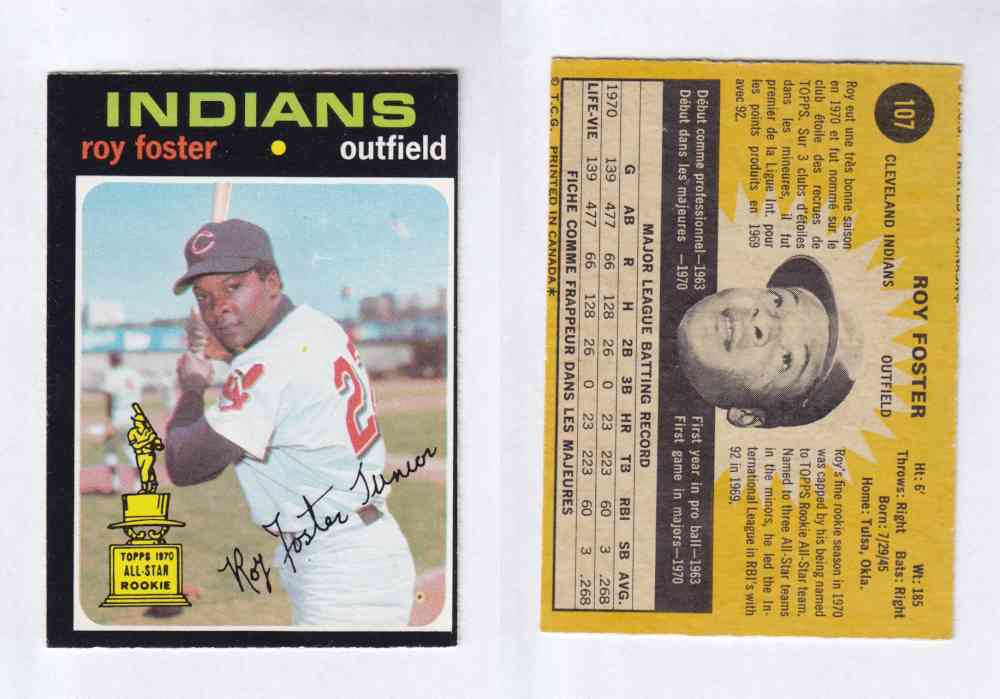 INDIANS
roy foster • outfield
C
2
Roy Foster Junior
TOPPS 1970
ALL-STAR
ROOKIE
107
ROY FOSTER
CLEVELAND INDIANS OUTFIELD
Ht: 6' Wt: 185
Throws: Right Bats: Right
Born: 7/29/45
Home: Tulsa, Okla.
Roy eut une très bonne saison
en 1970 et fut nommé sur le
club étoile des recrues de
TOPPS. Sur 3 clubs d'étoiles
dans les mineures, il fut
premier de la Ligue Int. pour
les points produits en 1969
avec 92.
Roy's fine rookie season in 1970
was capped by his being named
to TOPPS Rookie All-Star team.
Named to three All-Star teams
in the minors, he led the In-
ternational League in RBI's with
92 in 1969.
Début comme professionnel—1963
Début dans les majeures —1970
First year in pro ball—1963
First game in majors—1970
MAJOR LEAGUE BATTING RECORD
G AB R H 2B 3B HR TB RBI SB AVG.
1970 139 477 66 128 26 0 23 223 60 3 .268
LIFE-VIE 139 477 66 128 26 0 23 223 60 3 .268
FICHE COMME FRAPPEUR DANS LES MAJEURES
© T.C.G. PRINTED IN CANADA*